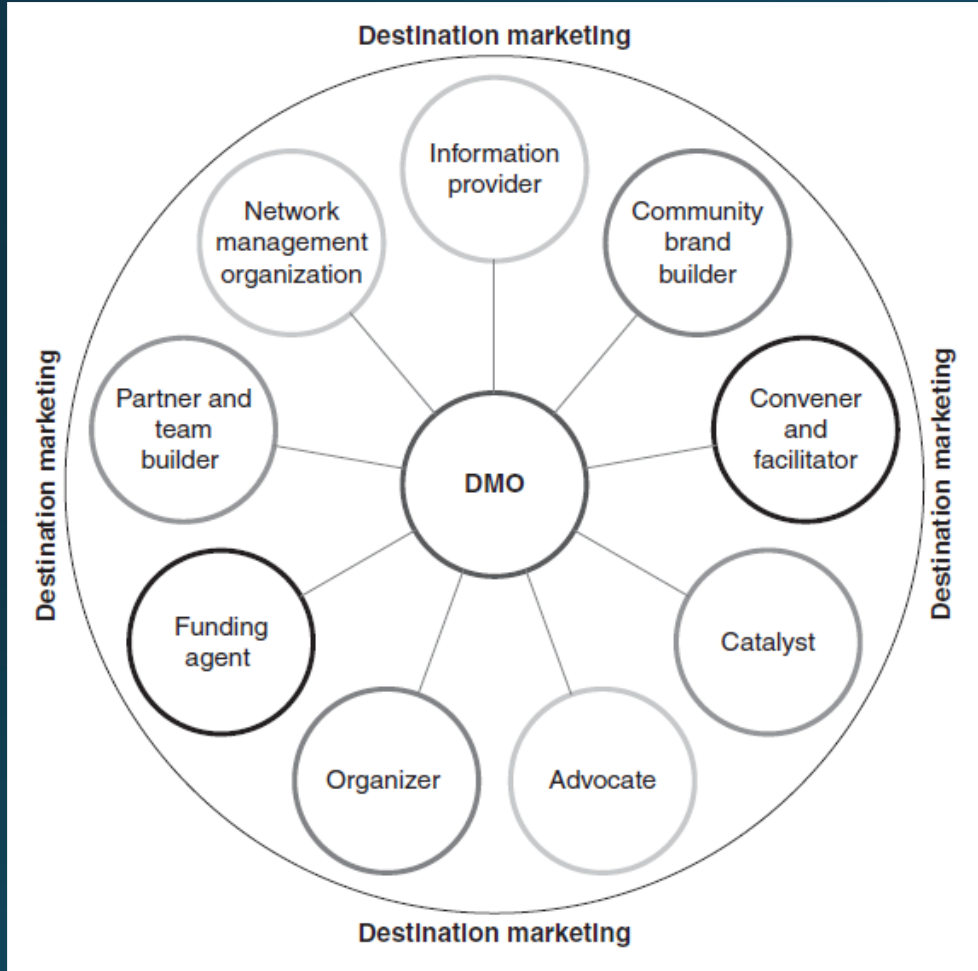 Destination marketing
Information
provider
Community
brand
builder
Convener
and
facilitator
Catalyst
Advocate
Organizer
Funding
agent
Partner and
team
builder
Network
management
organization
DMO
Destination marketing
Destination marketing
Destination marketing